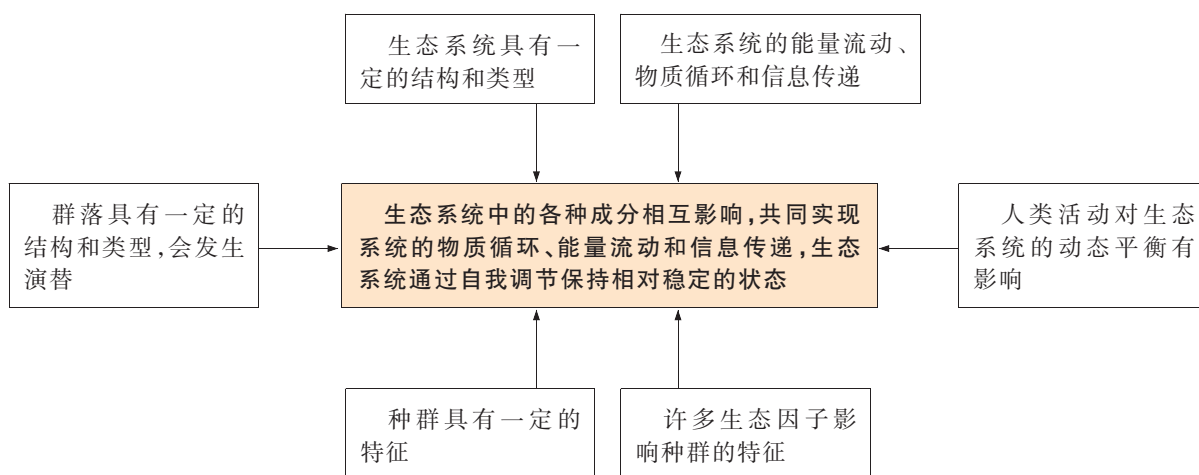 生态系统具有一
定的结构和类型
生态系统的能量流动、
物质循环和信息传递
群落具有一定的
结构和类型,会发生
演替
生态系统中的各种成分相互影响,共同实现
系统的物质循环、能量流动和信息传递,生态
系统通过自我调节保持相对稳定的状态
人类活动对生态
系统的动态平衡有
影响
种群具有一定的
特征
许多生态因子影
响种群的特征